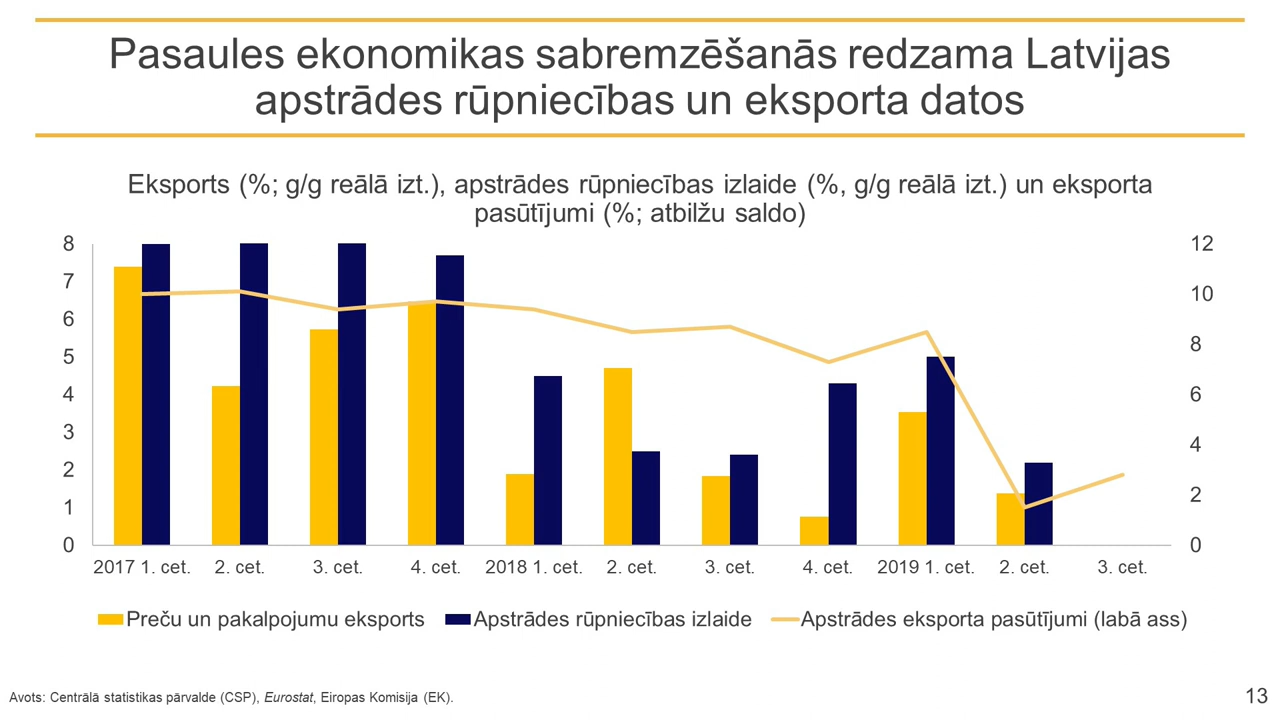 Pasaules ekonomikas sabremzēšanās redzama Latvijas
apstrādes rūpniecības un eksporta datos
Eksports (%; g/g reālā izt.), apstrādes rūpniecības izlaide (%, g/g reālā izt.) un eksporta
pasūtījumi (%; atbilžu saldo)
8
7
6
5
4
3
2
1
0
12
10
8
6
4
2
0
2017 1. cet. 2. cet. 3. cet. 4. cet. 2018 1. cet. 2. cet. 3. cet. 4. cet. 2019 1. cet. 2. cet. 3. cet.
Preču un pakalpojumu eksports Apstrādes rūpniecības izlaide Apstrādes eksporta pasūtījumi (labā ass)
Avots: Centrālā statistikas pārvalde (CSP), Eurostat, Eiropas Komisija (EK).
13